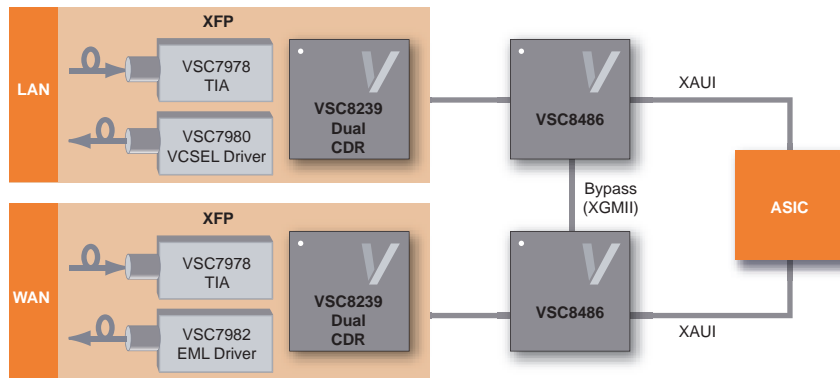 XFP
LAN
VSC7978
TIA
VSC7980
VCSEL Driver
VSC8239
Dual
CDR
VSC8486
XAUI
Bypass
(XGMII)
ASIC
XFP
WAN
VSC7978
TIA
VSC7982
EML Driver
VSC8239
Dual
CDR
VSC8486
XAUI